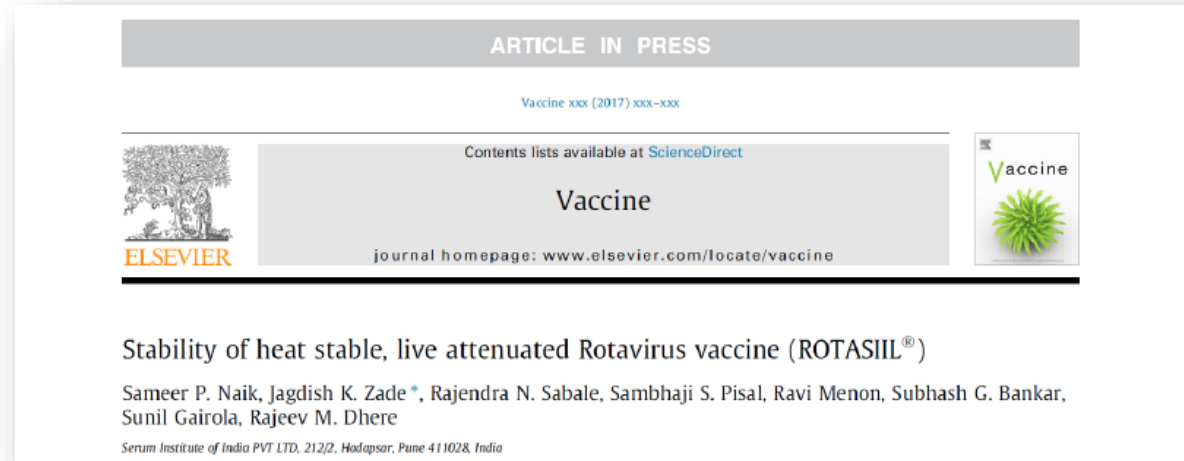 ARTICLE IN PRESS
Vaccine xxx (2017) xxx–xxx
Contents lists available at ScienceDirect
Vaccine
journal homepage: www.elsevier.com/locate/vaccine
ELSEVIER
Vaccine
Stability of heat stable, live attenuated Rotavirus vaccine (ROTASIIL®)
Sameer P. Naik, Jagdish K. Zade *, Rajendra N. Sabale, Sambhaji S. Pisal, Ravi Menon, Subhash G. Bankar,
Sunil Gairola, Rajeev M. Dhere
Serum Institute of India PVT LTD, 212/2, Hadapsar, Pune 411028, India